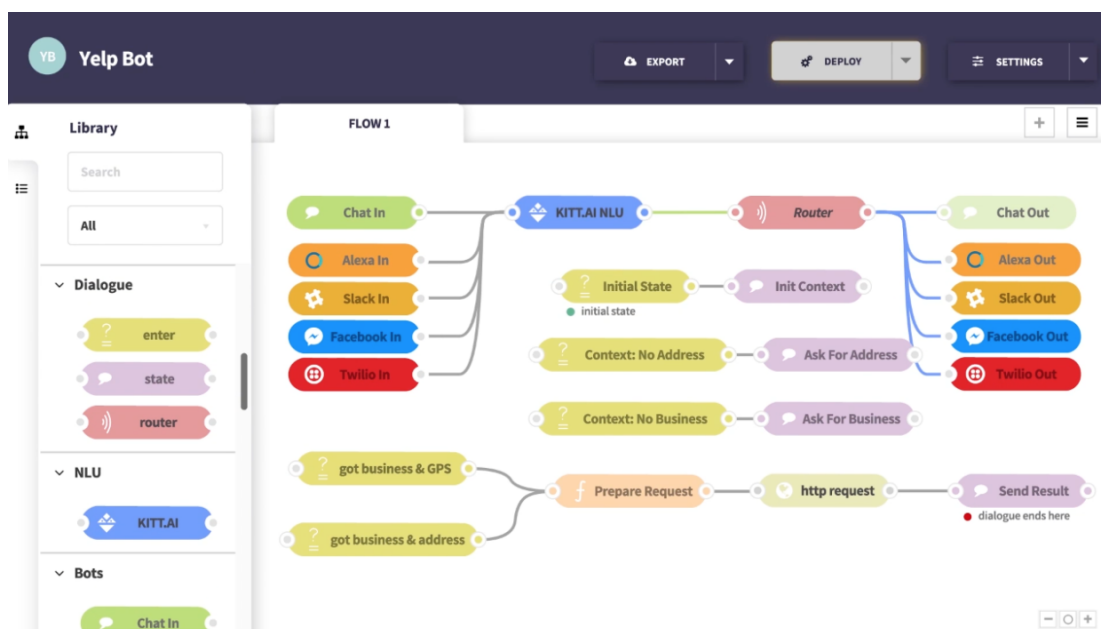 YB
Yelp Bot
EXPORT
DEPLOY
SETTINGS
Library
Search
All
Dialogue
enter
state
router
NLU
KITT.AI
Bots
Chat In
FLOW 1
Chat In
KITT.AI NLU
Router
Chat Out
Alexa In
Alexa Out
Slack In
Initial State
Init Context
Slack Out
initial state
Facebook In
Facebook Out
Context: No Address
Ask For Address
Twilio In
Twilio Out
Context: No Business
Ask For Business
got business & GPS
Prepare Request
http request
Send Result
dialogue ends here
got business & address